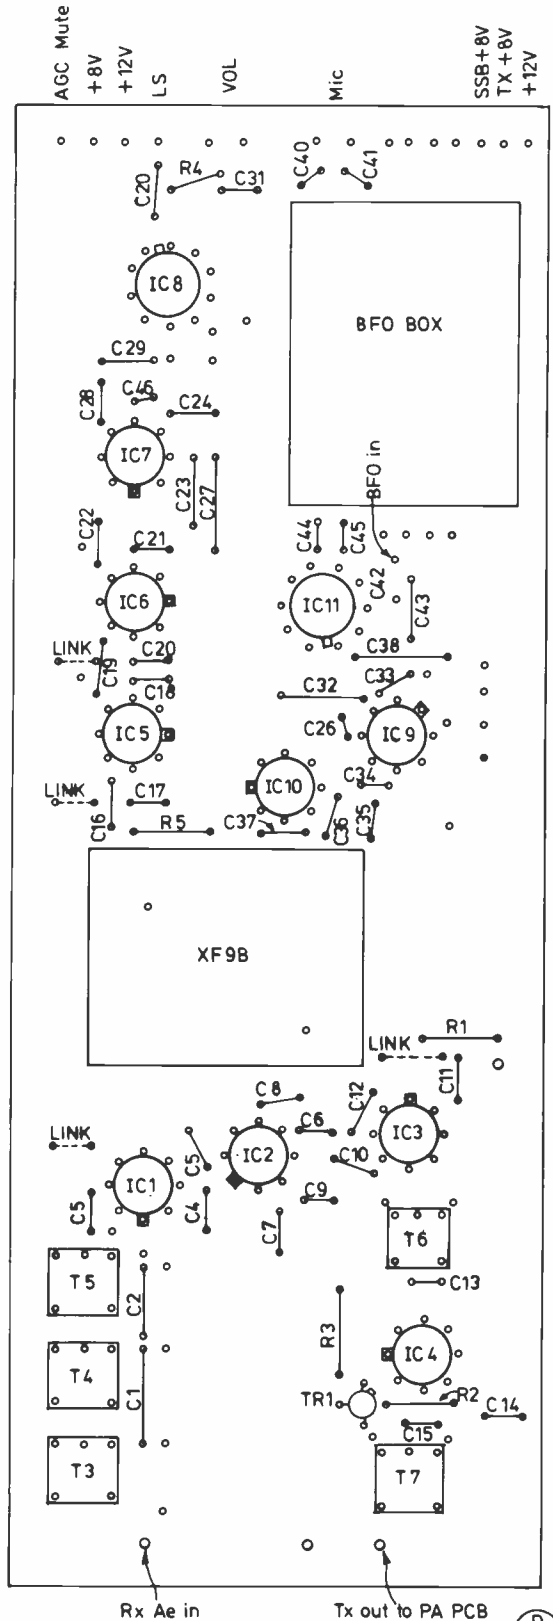 AGC Mute
+8V
+12V
LS
VOL
Mic
SSB+8V
TX +8V
+12V
C20
R4
C31
C40
C41
IC8
BFO BOX
C29
C28
C46
C24
IC7
C23
C27
BFO in
C22
C21
C44
C45
C42
IC6
IC11
C43
LINK
C19
C20
C18
C38
C33
C32
IC5
C26
IC9
LINK
C16
C17
IC10
C34
R5
C37
C36
C35
XF9B
R1
LINK
C11
C8
C12
LINK
C6
IC3
C5
IC2
C10
IC1
C5
C4
C9
C7
T6
T5
C2
C13
R3
T4
C1
IC4
TR1
R2
C14
C15
T3
T7
Rx Ae in
Tx out to PA PCB